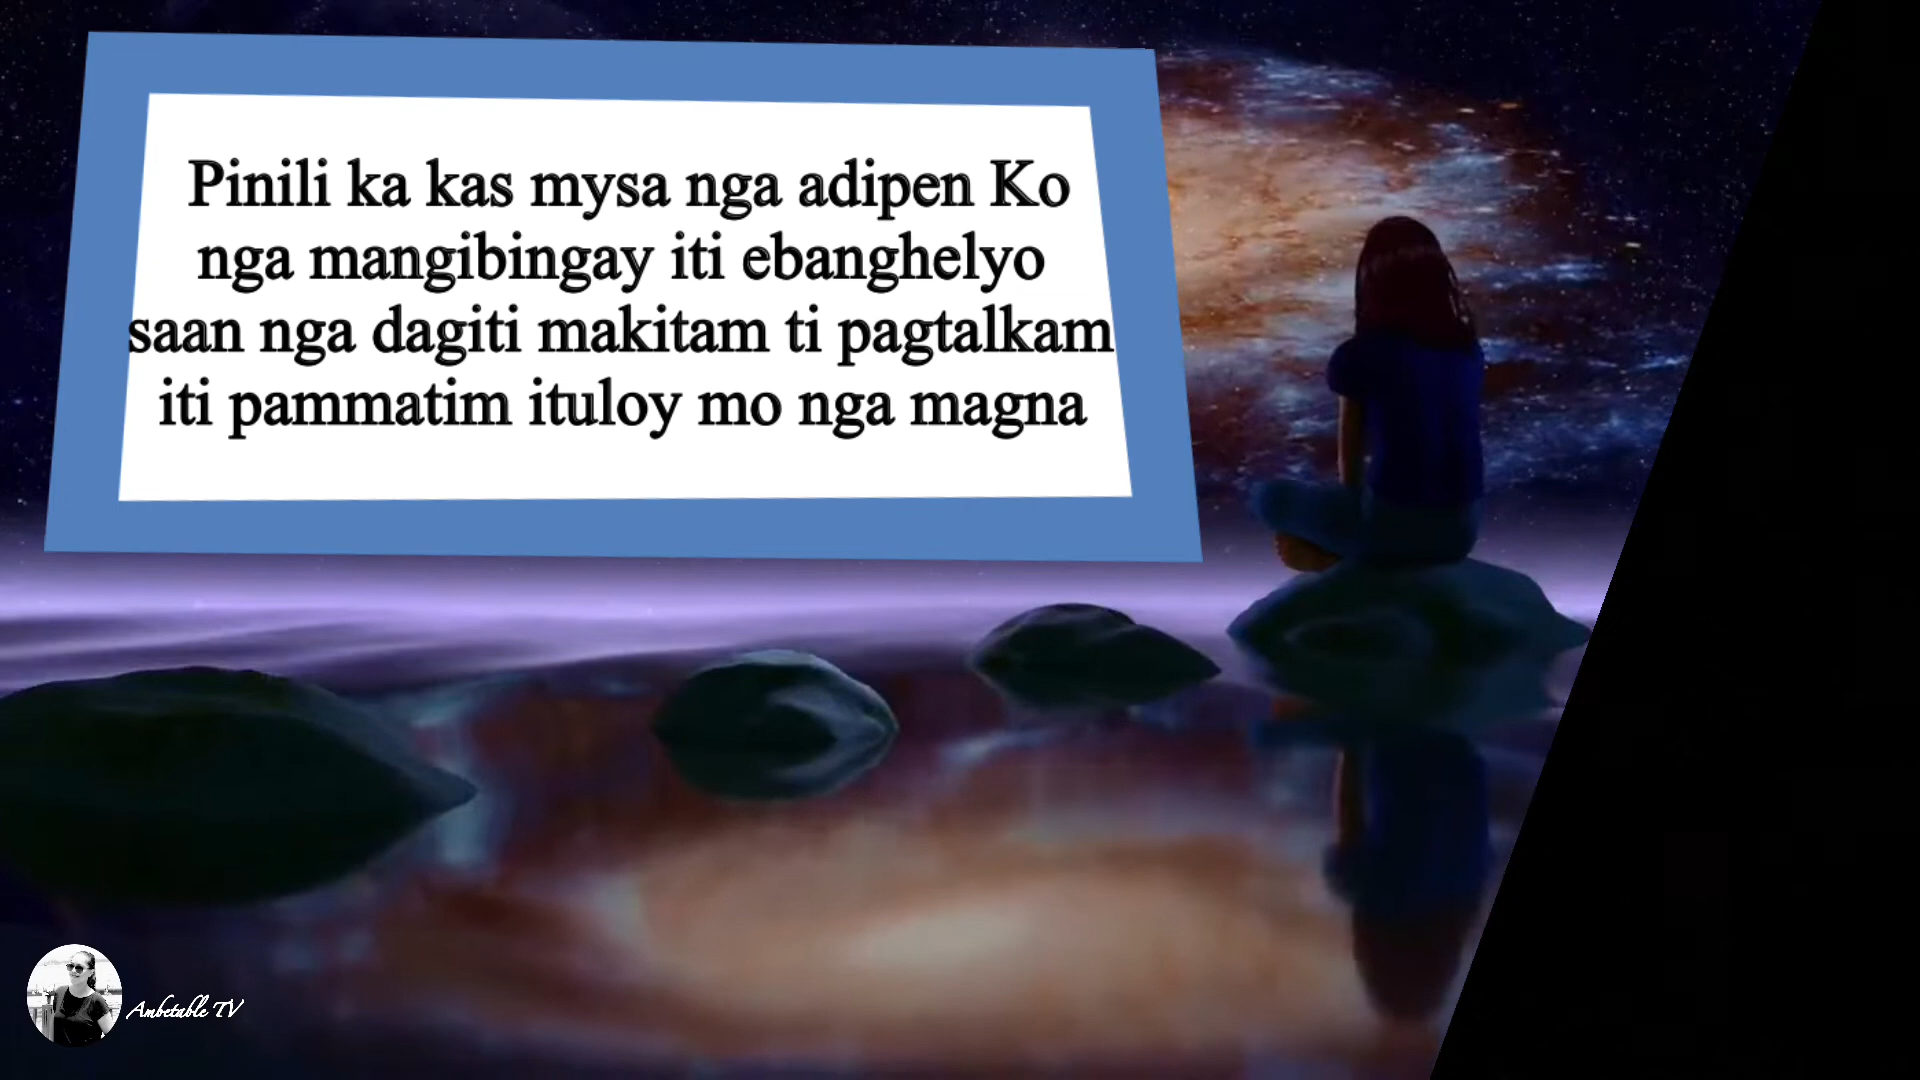 Pinili ka kas mysa nga adipen Ko
nga mangibingay iti ebanghelyo
saan nga dagiti makitam ti pagtalkam
iti pammatim ituloy mo nga magna
Ambetable TV